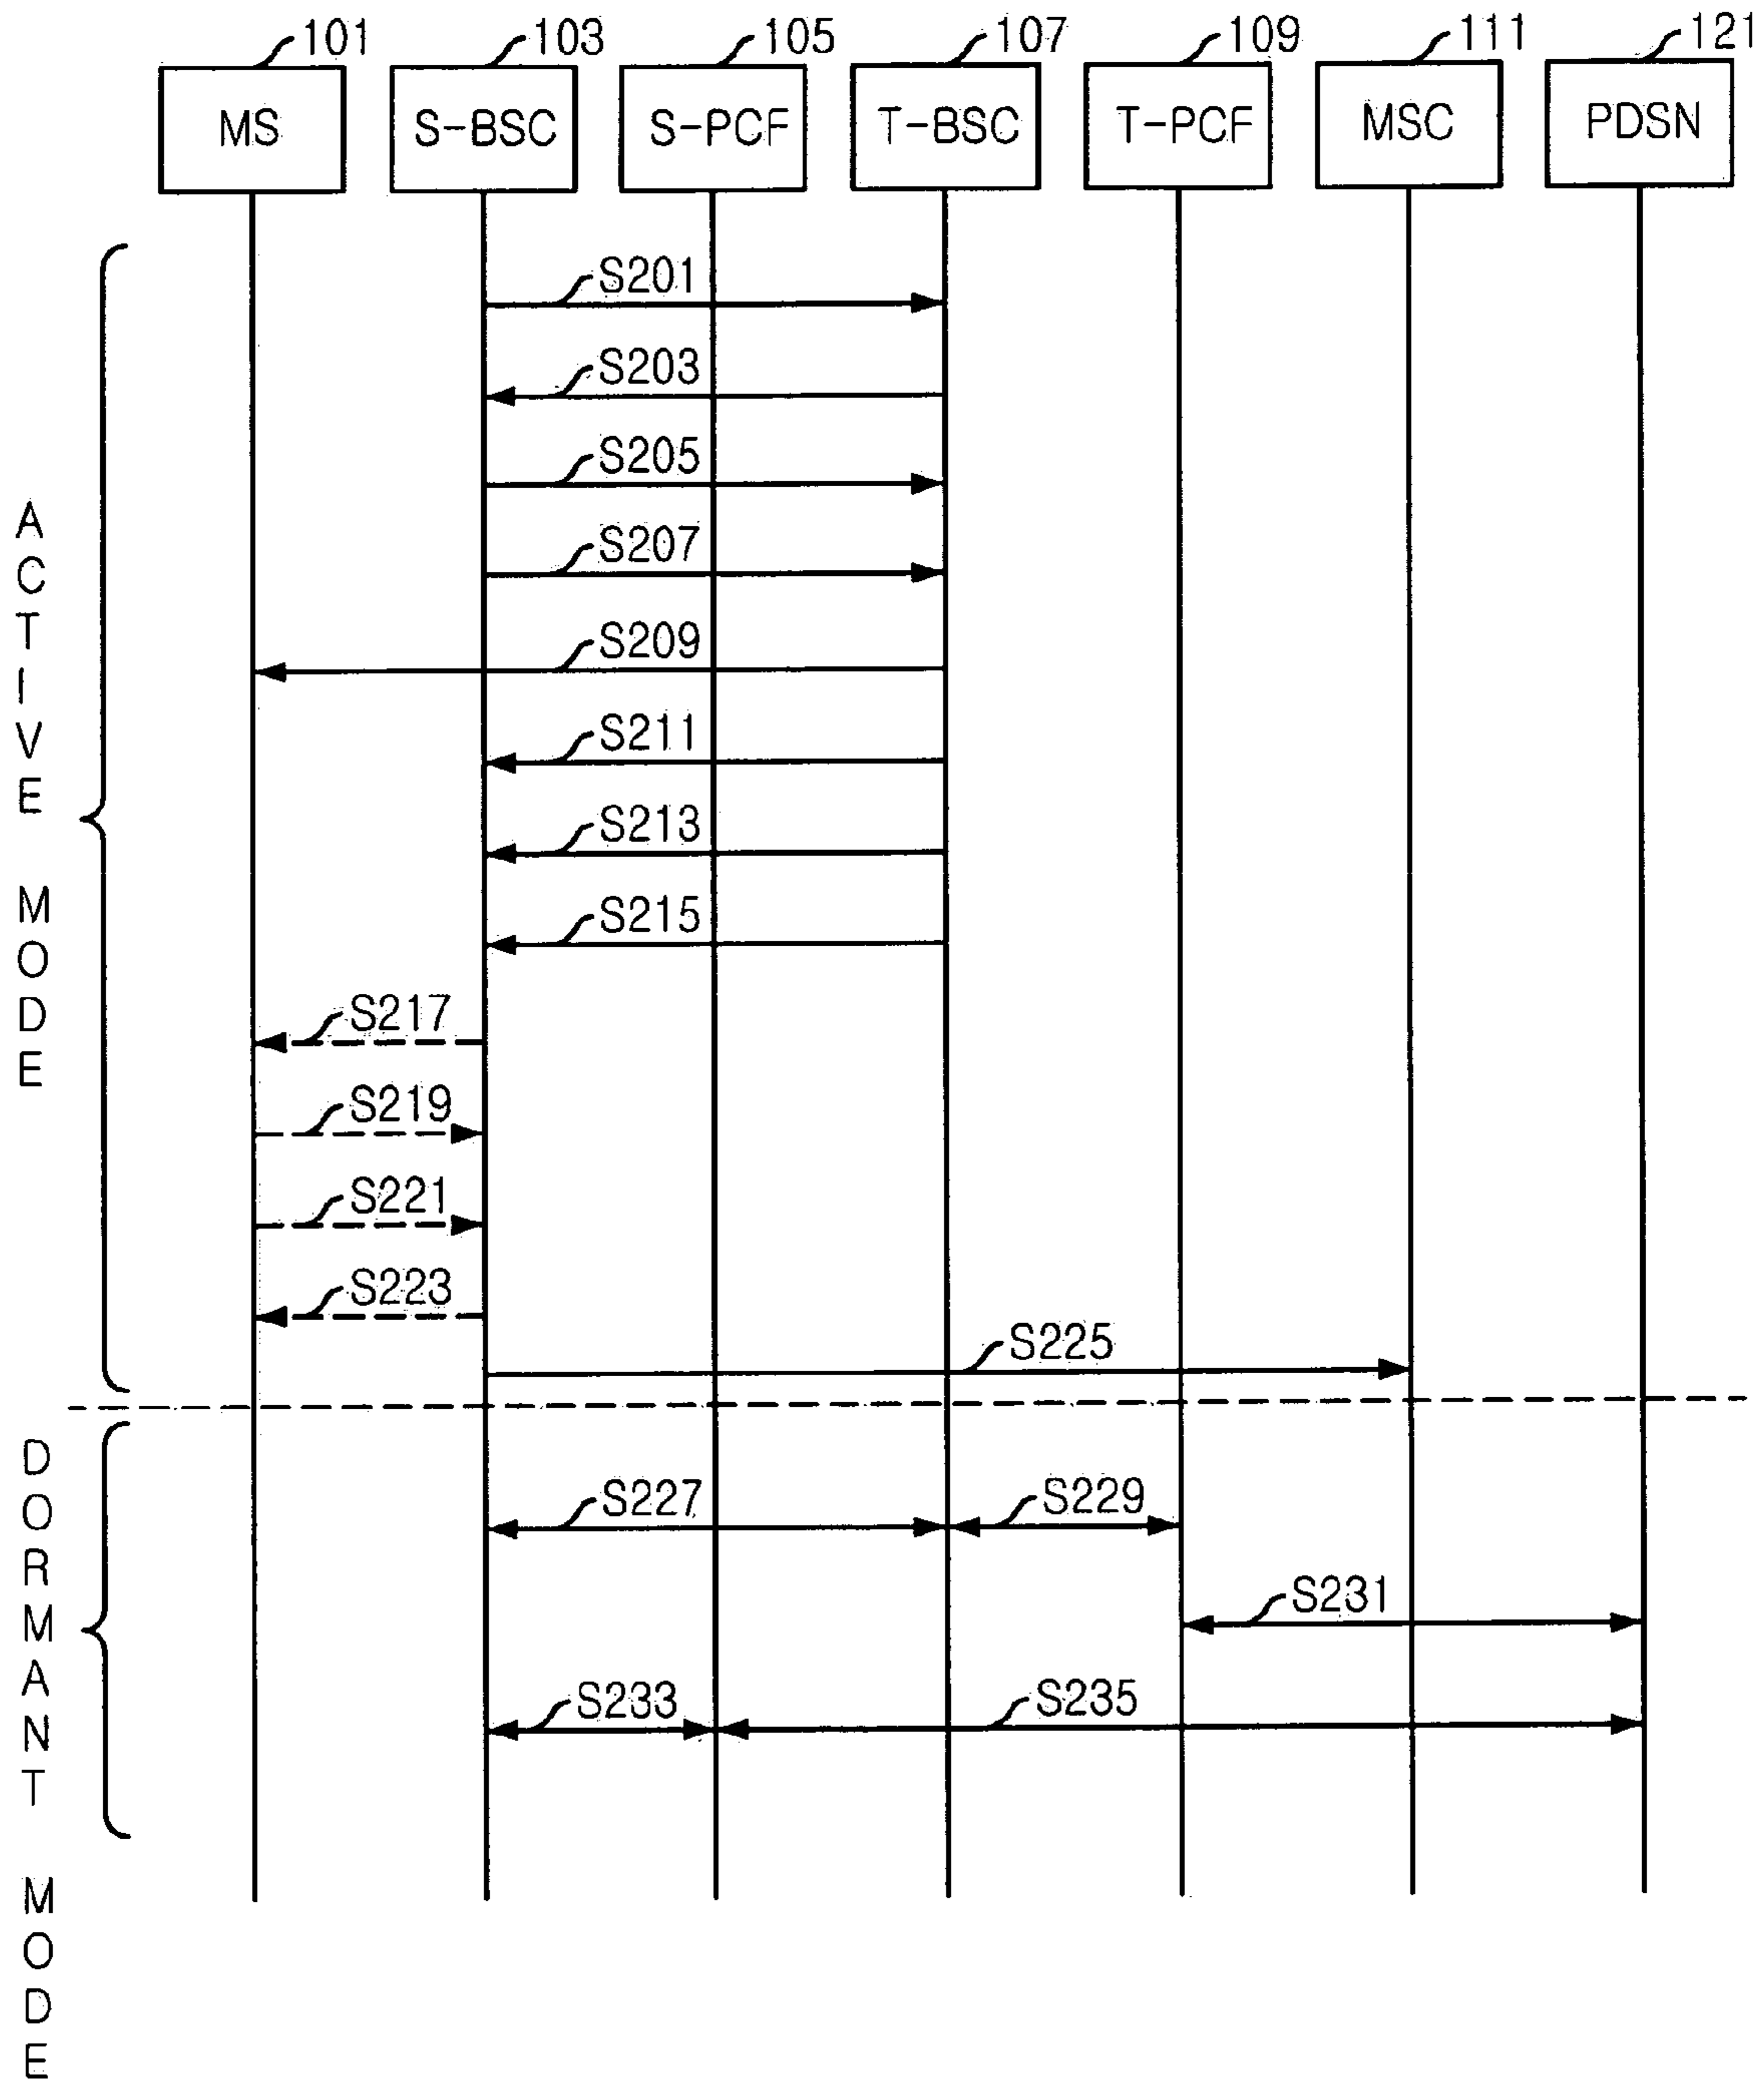 101 103 105 107 109 111 121
MS S-BSC S-PCF T-BSC T-PCF MSC PDSN
ACTIVE MODE
S201
S203
S205
S207
S209
S211
S213
S215
S217
S219
S221
S223
S225
DORMANT MODE
S227 S229
S231
S233 S235